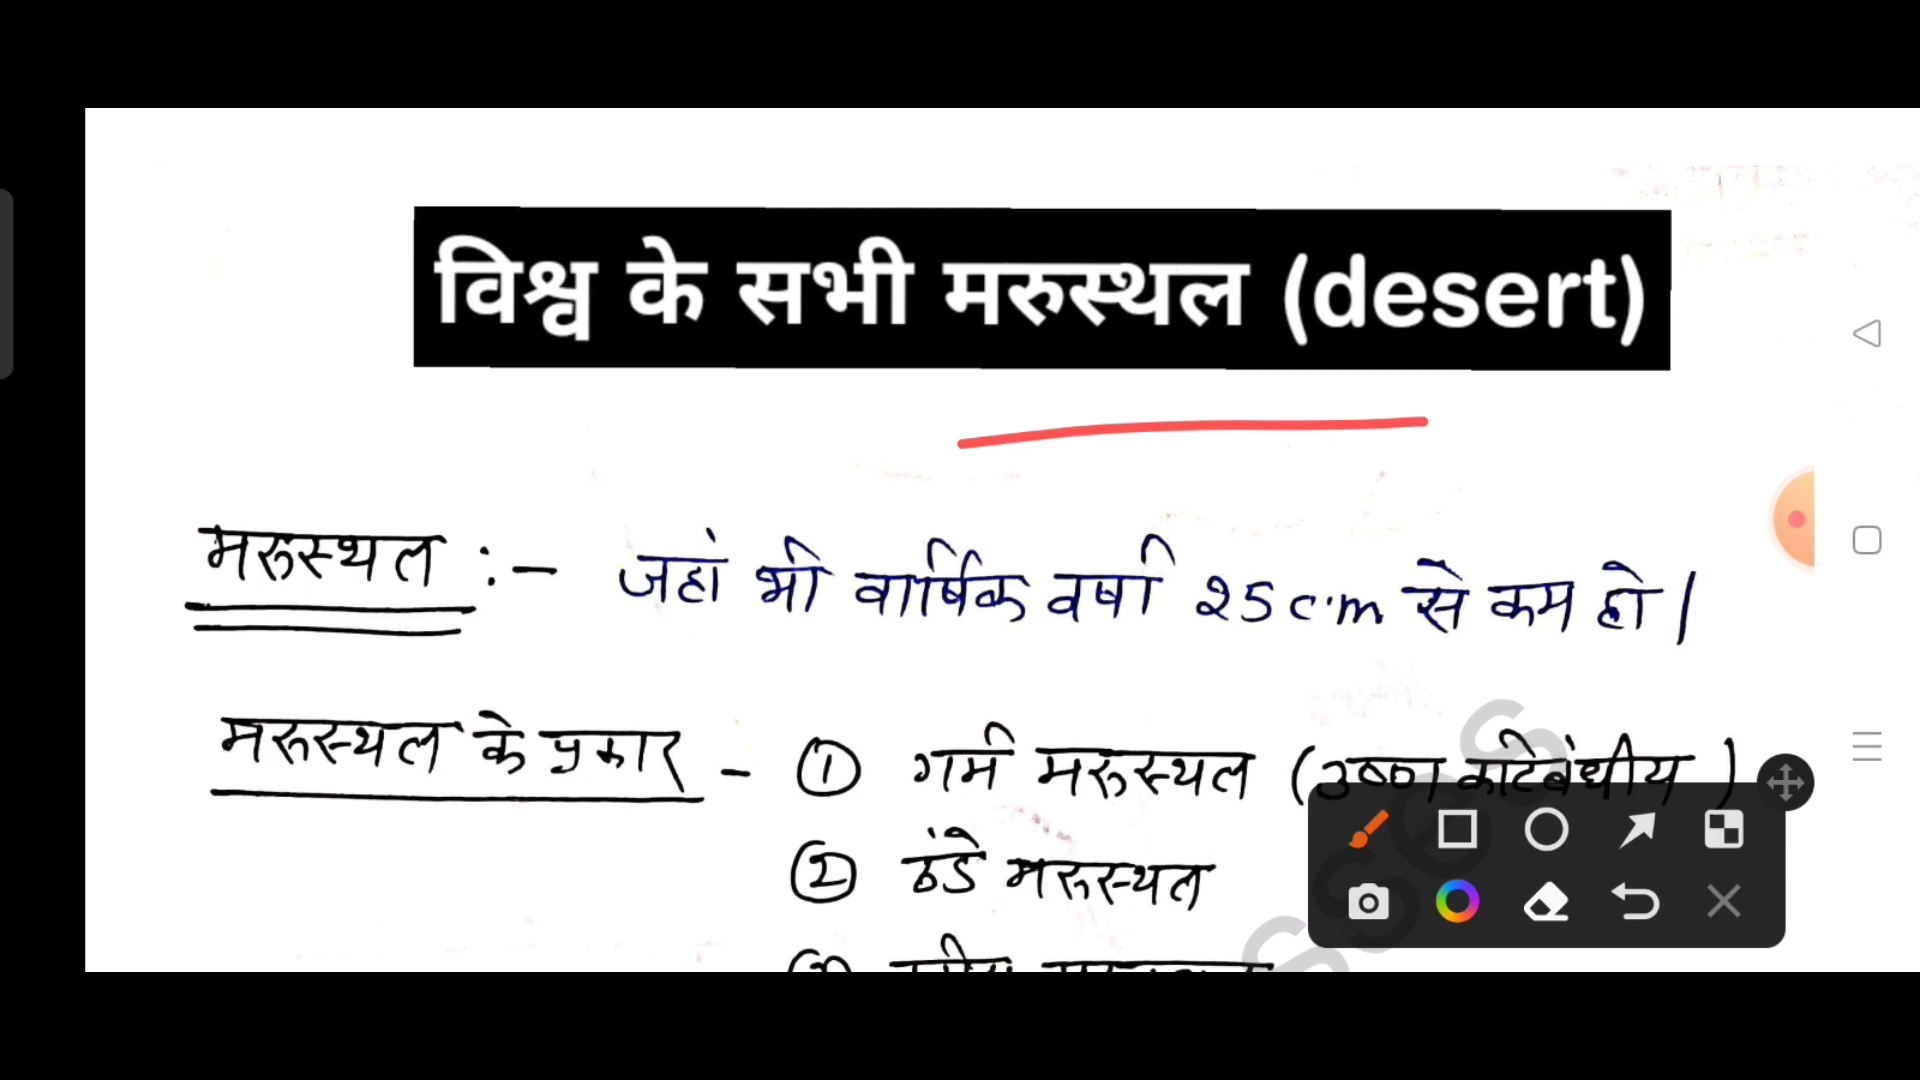 विश्व के सभी मरुस्थल (desert)
मरुस्थल :- जहां भी वार्षिक वर्षा 25 c.m से कम हो।
मरुस्थल के प्रकार - ① गर्म मरुस्थल (उष्ण कटिबंधीय)
② ठंडे मरुस्थल